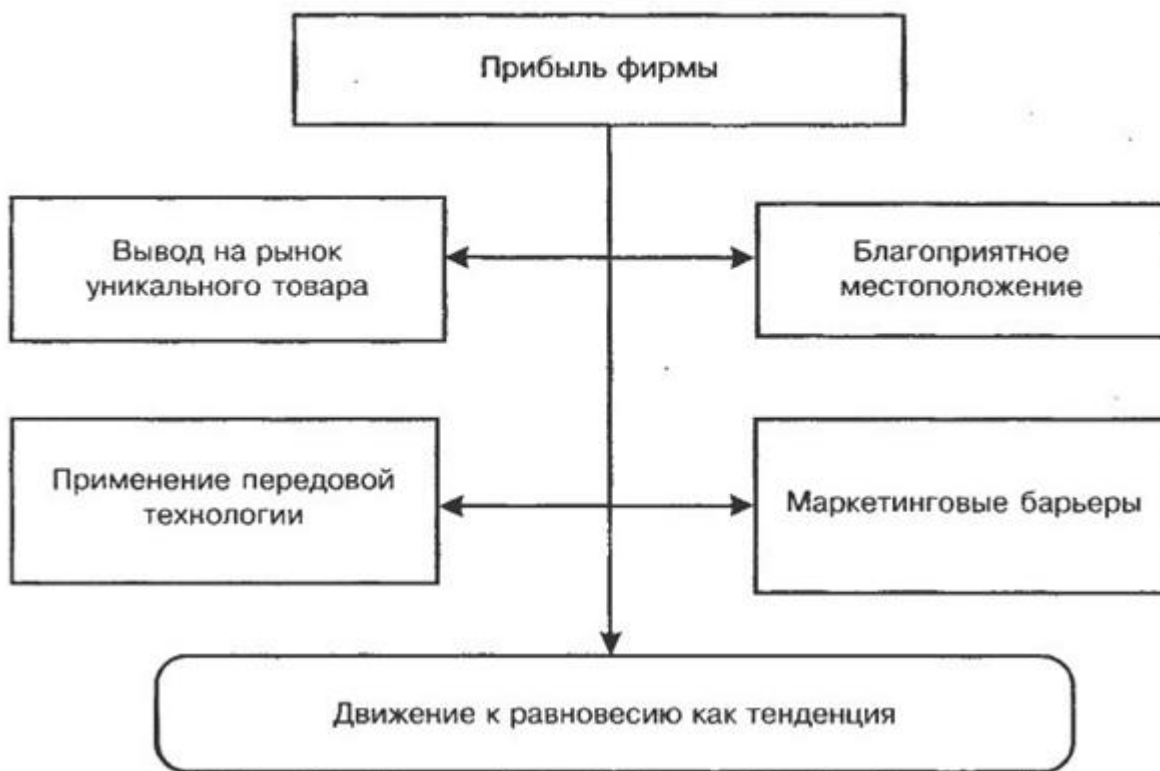 Прибыль фирмы
Вывод на рынок
уникального товара
Благоприятное
местоположение
Применение передовой
технологии
Маркетинговые барьеры
Движение к равновесию как тенденция